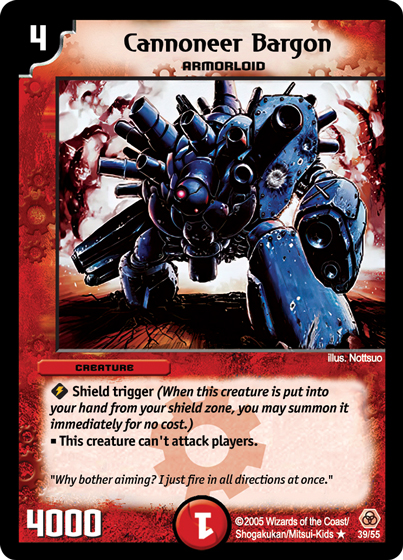 4
Cannoneer Bargon
ARMORLOID
illus. Nottsuo
CREATURE
Shield trigger (When this creature is put into
your hand from your shield zone, you may summon it
immediately for no cost.)
▪ This creature can't attack players.
"Why bother aiming? I just fire in all directions at once."
4000
1
©2005 Wizards of the Coast/
Shogakukan/Mitsui-Kids ★ 39/55